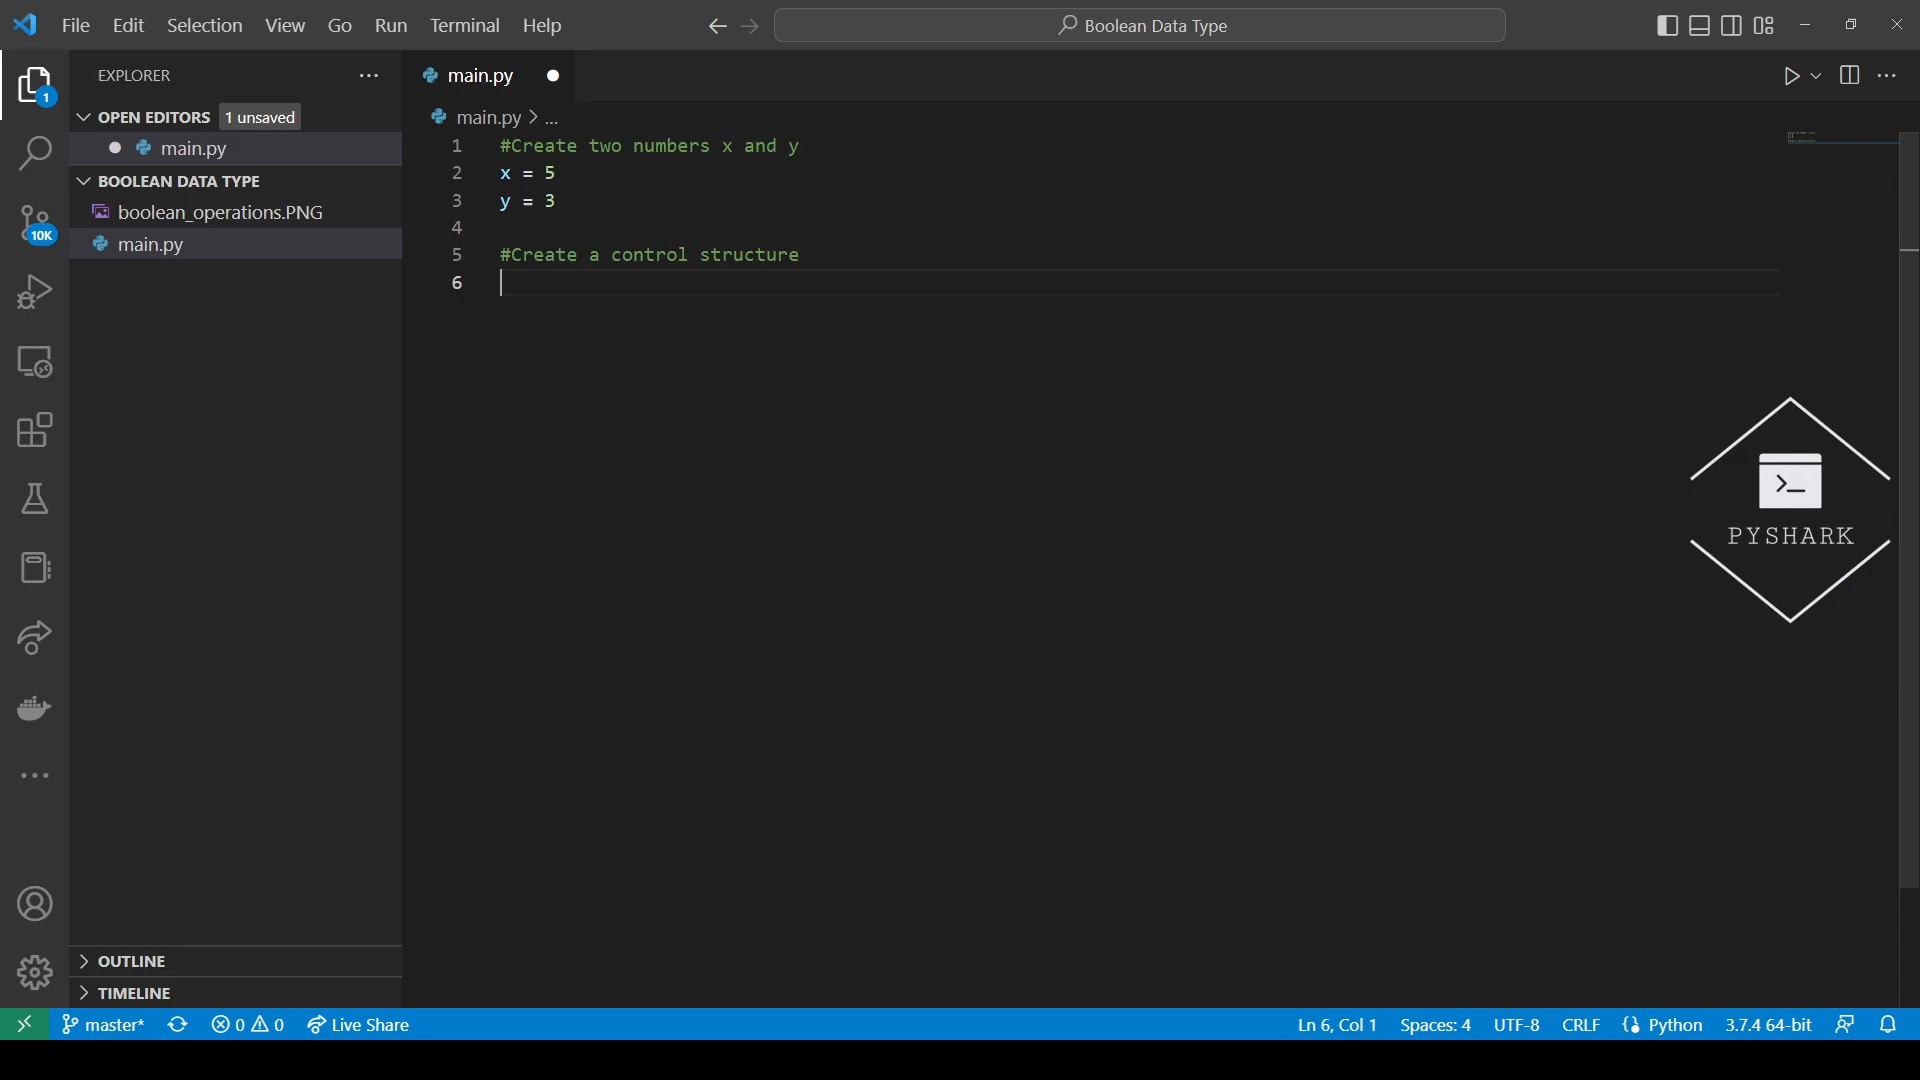 File Edit Selection View Go Run Terminal Help
Boolean Data Type
EXPLORER
OPEN EDITORS 1 unsaved
main.py
BOOLEAN DATA TYPE
boolean_operations.PNG
main.py
OUTLINE
TIMELINE
1
10K
main.py
main.py > ...
1 #Create two numbers x and y
2 x = 5
3 y = 3
4
5 #Create a control structure
6
>_
PYSHARK
master* 0 0 Live Share
Ln 6, Col 1 Spaces: 4 UTF-8 CRLF Python 3.7.4 64-bit